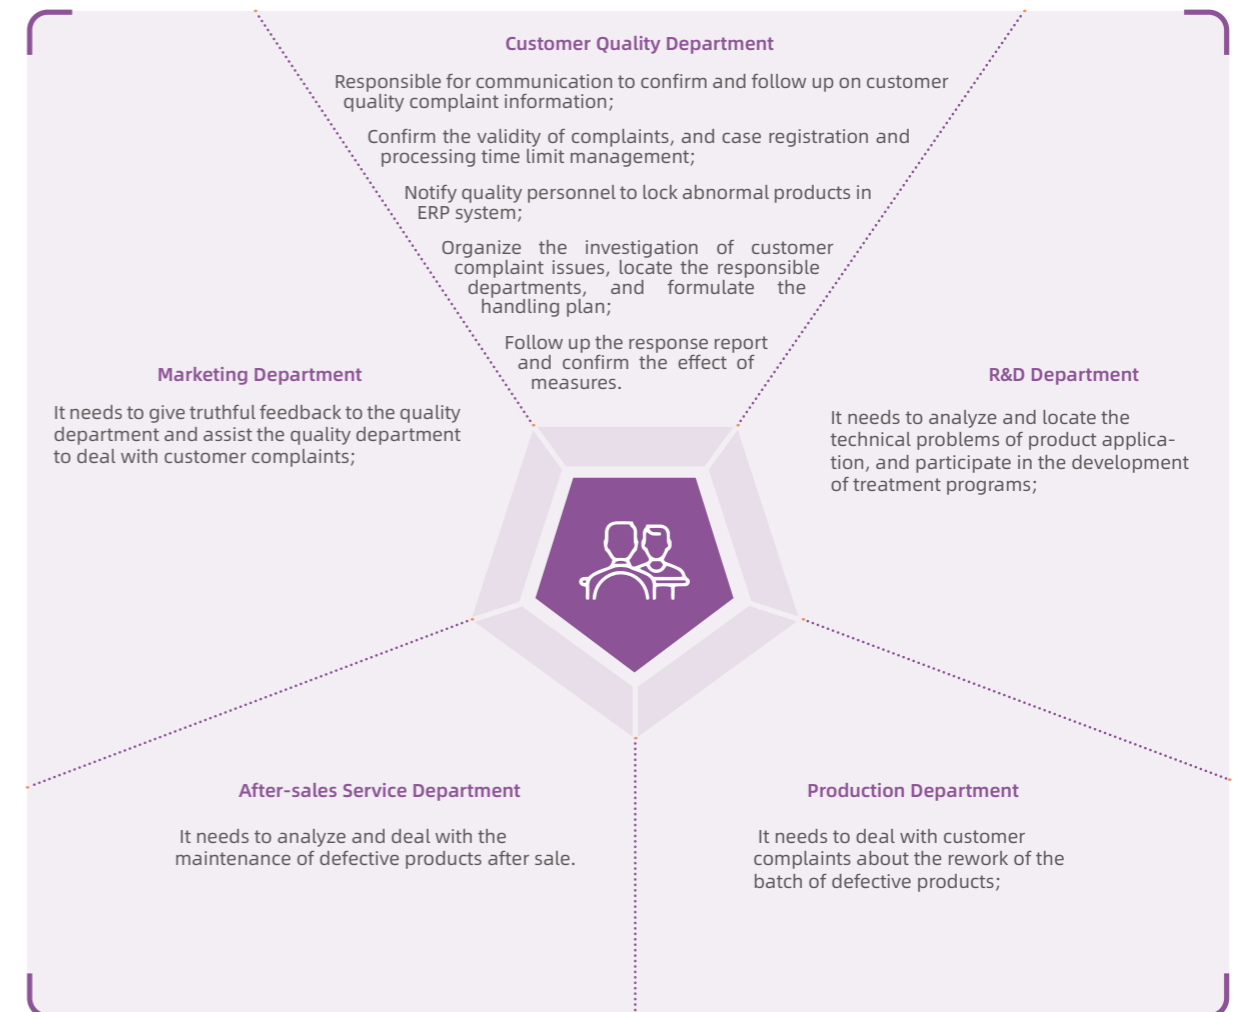 Customer Quality Department
Responsible for communication to confirm and follow up on customer
quality complaint information;
Confirm the validity of complaints, and case registration and
processing time limit management;
Notify quality personnel to lock abnormal products in
ERP system;
Organize the investigation of customer
complaint issues, locate the responsible
departments, and formulate the
handling plan;
Follow up the response report
and confirm the effect of
measures.
Marketing Department
It needs to give truthful feedback to the quality
department and assist the quality department
to deal with customer complaints;
R&D Department
It needs to analyze and locate the
technical problems of product applica-
tion, and participate in the development
of treatment programs;
After-sales Service Department
It needs to analyze and deal with the
maintenance of defective products after sale.
Production Department
It needs to deal with customer
complaints about the rework of the
batch of defective products;